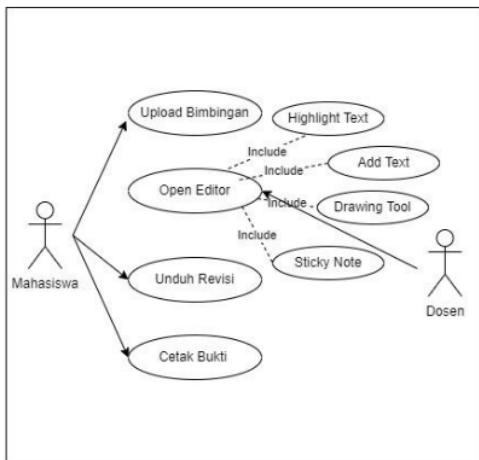 Upload Bimbingan
Highlight Text
Include
Include
Add Text
Open Editor
Include
Drawing Tool
Include
Sticky Note
Mahasiswa
Unduh Revisi
Dosen
Cetak Bukti